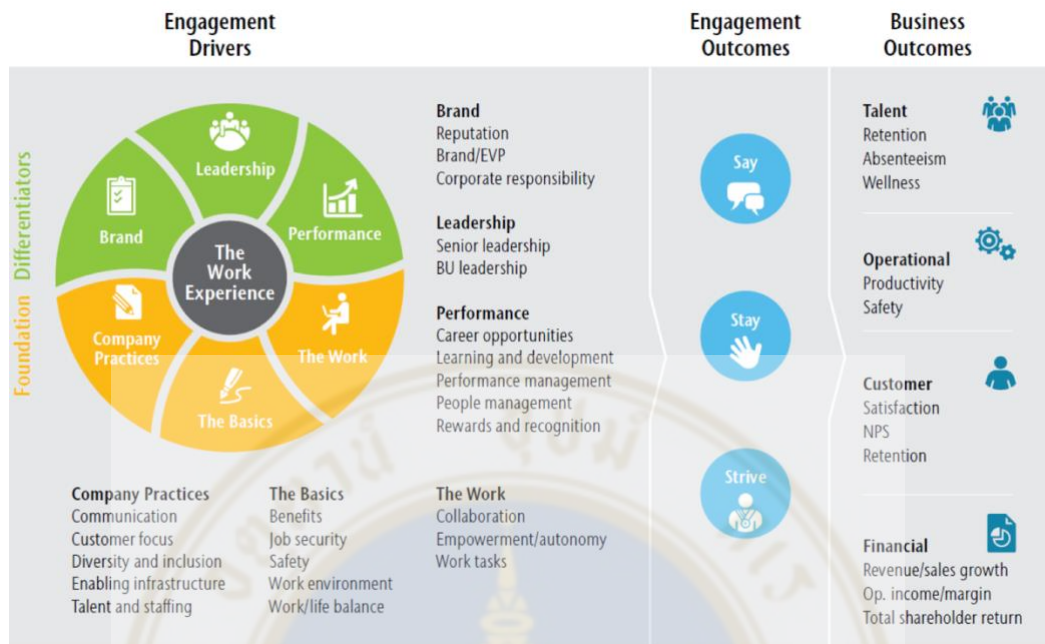 Engagement
Drivers
Engagement
Outcomes
Business
Outcomes
Differentiators
Foundation
Leadership
Brand
Performance
The
Work
Experience
Company
Practices
The Work
The Basics
Brand
Reputation
Brand/EVP
Corporate responsibility
Leadership
Senior leadership
BU leadership
Performance
Career opportunities
Learning and development
Performance management
People management
Rewards and recognition
Company Practices
Communication
Customer focus
Diversity and inclusion
Enabling infrastructure
Talent and staffing
The Basics
Benefits
Job security
Safety
Work environment
Work/life balance
The Work
Collaboration
Empowerment/autonomy
Work tasks
Say
Stay
Strive
Talent
Retention
Absenteeism
Wellness
Operational
Productivity
Safety
Customer
Satisfaction
NPS
Retention
Financial
Revenue/sales growth
Op. income/margin
Total shareholder return